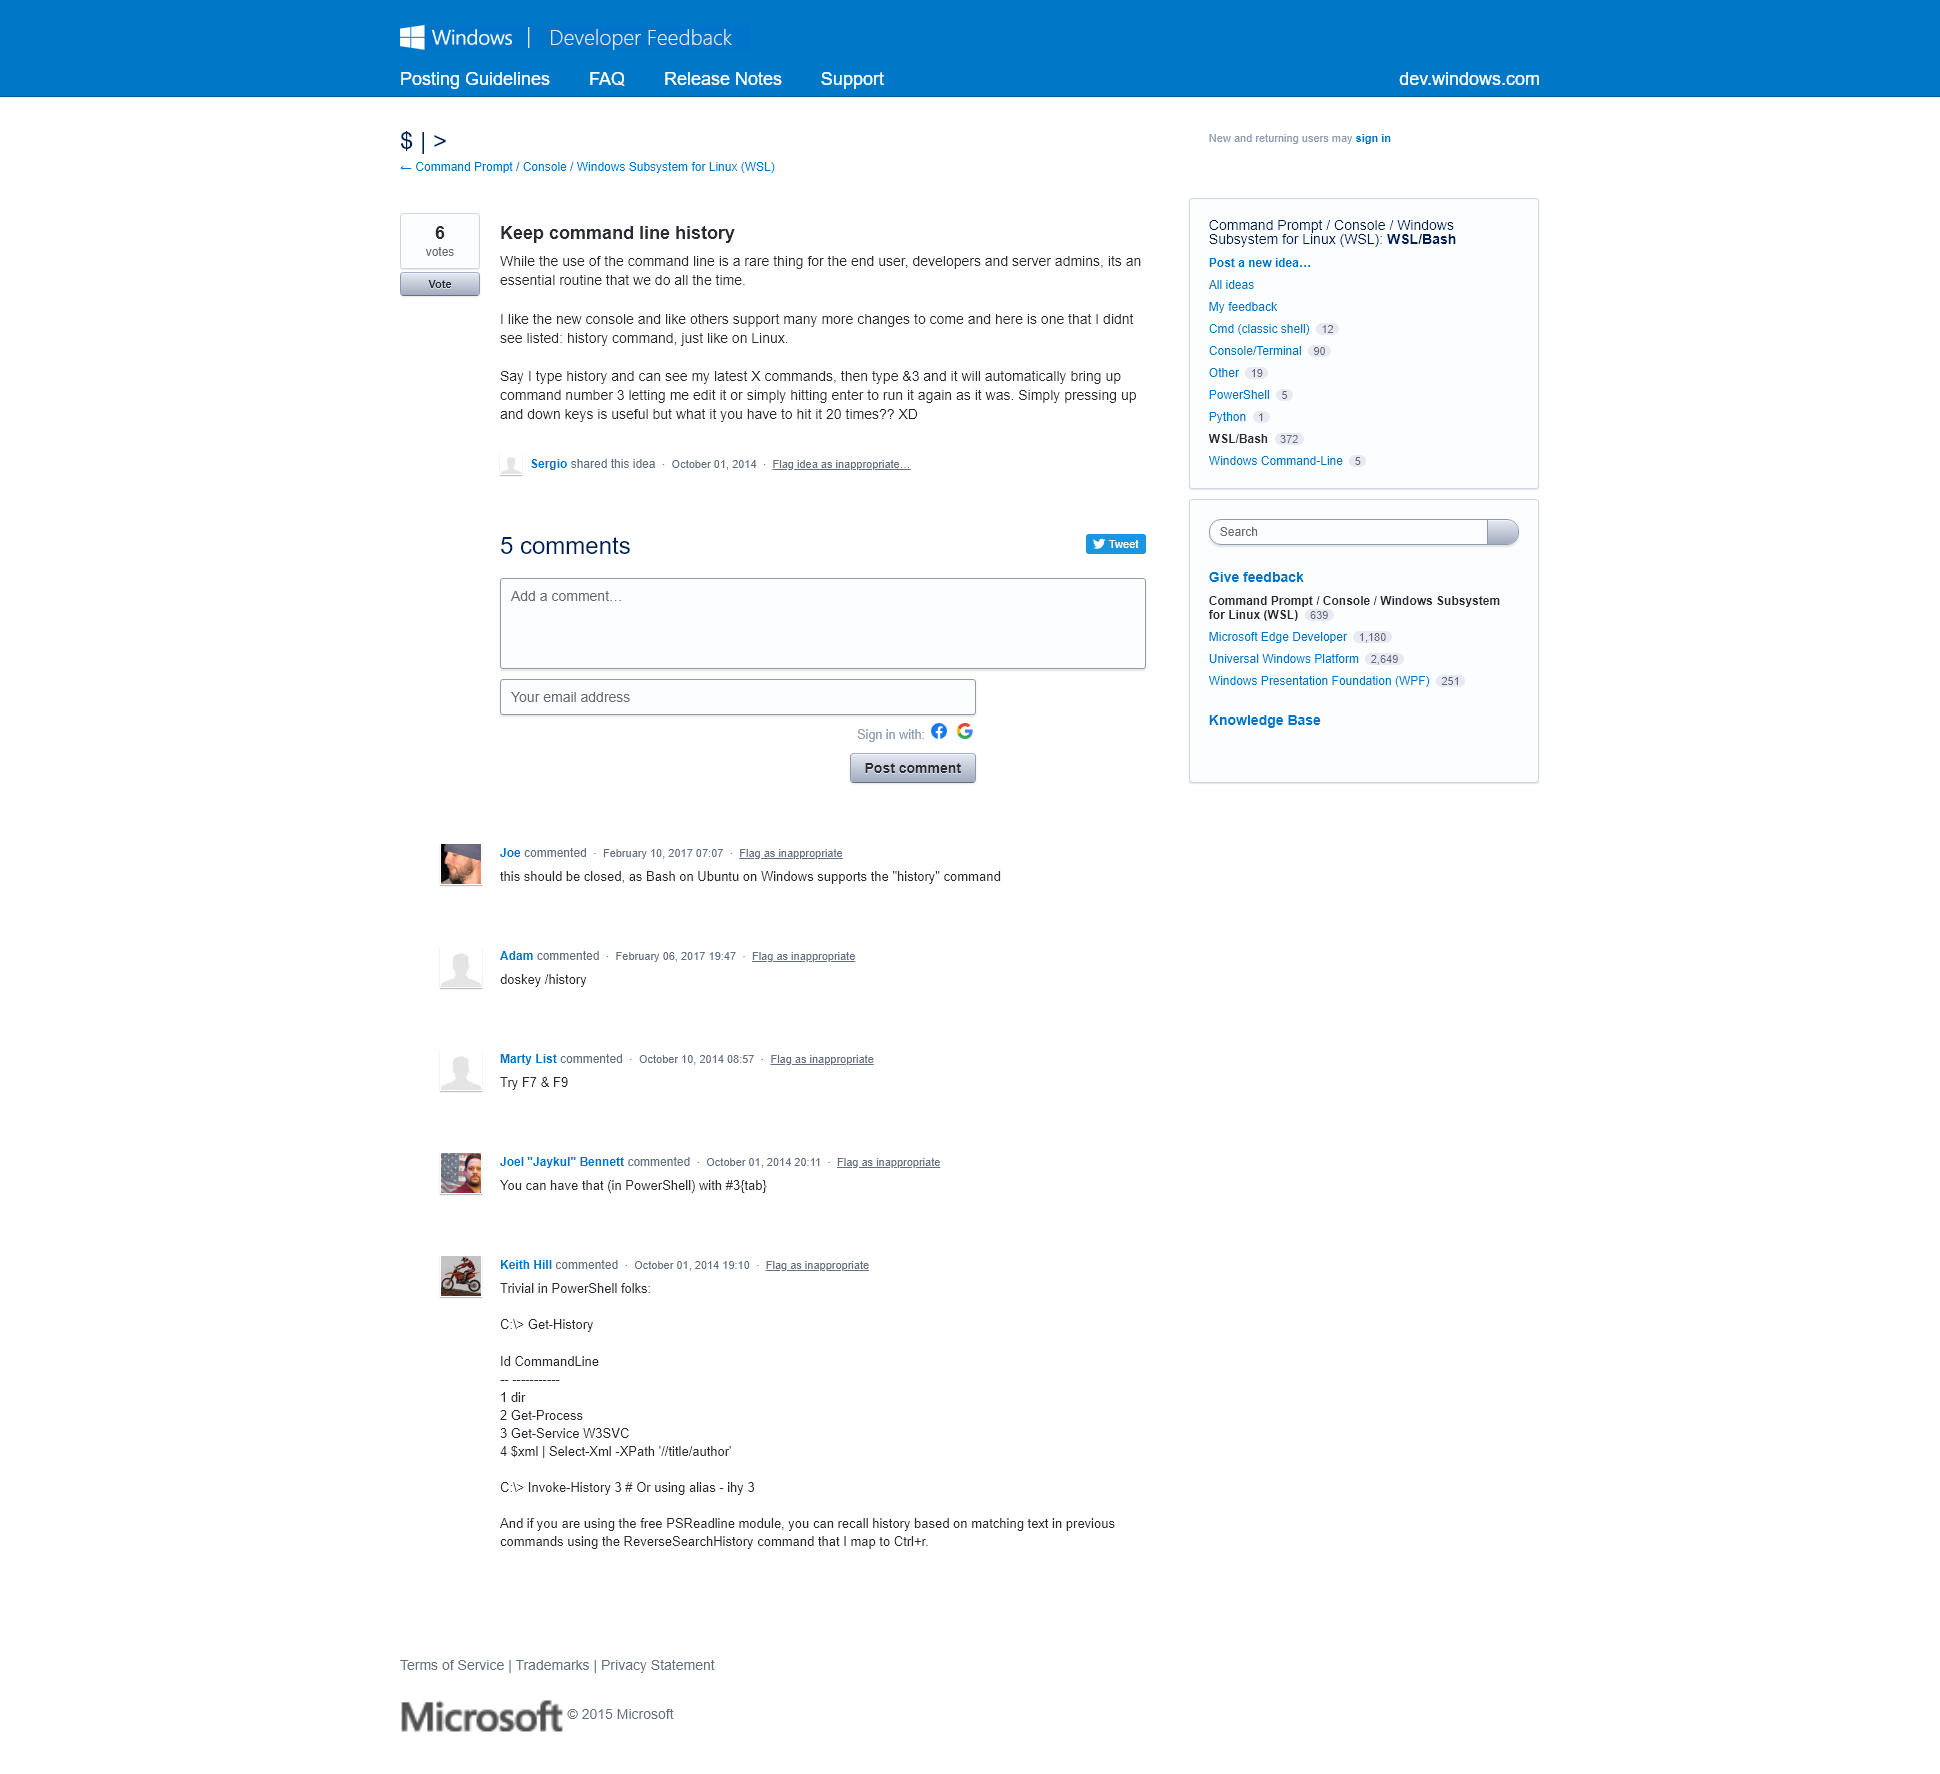 Windows | Developer Feedback
Posting Guidelines FAQ Release Notes Support dev.windows.com
$ | >
← Command Prompt / Console / Windows Subsystem for Linux (WSL)
New and returning users may sign in
6
votes
Vote
Keep command line history
While the use of the command line is a rare thing for the end user, developers and server admins, its an
essential routine that we do all the time.
I like the new console and like others support many more changes to come and here is one that I didnt
see listed: history command, just like on Linux.
Say I type history and can see my latest X commands, then type &3 and it will automatically bring up
command number 3 letting me edit it or simply hitting enter to run it again as it was. Simply pressing up
and down keys is useful but what it you have to hit it 20 times?? XD
Sergio shared this idea · October 01, 2014 · Flag idea as inappropriate…
5 comments
Tweet
Add a comment…
Your email address
Sign in with:
Post comment
Joe commented · February 10, 2017 07:07 · Flag as inappropriate
this should be closed, as Bash on Ubuntu on Windows supports the "history" command
Adam commented · February 06, 2017 19:47 · Flag as inappropriate
doskey /history
Marty List commented · October 10, 2014 08:57 · Flag as inappropriate
Try F7 & F9
Joel "Jaykul" Bennett commented · October 01, 2014 20:11 · Flag as inappropriate
You can have that (in PowerShell) with #3{tab}
Keith Hill commented · October 01, 2014 19:10 · Flag as inappropriate
Trivial in PowerShell folks:
C:\> Get-History
Id CommandLine
-- -----------
1 dir
2 Get-Process
3 Get-Service W3SVC
4 $xml | Select-Xml -XPath '//title/author'
C:\> Invoke-History 3 # Or using alias - ihy 3
And if you are using the free PSReadline module, you can recall history based on matching text in previous
commands using the ReverseSearchHistory command that I map to Ctrl+r.
Command Prompt / Console / Windows
Subsystem for Linux (WSL): WSL/Bash
Post a new idea…
All ideas
My feedback
Cmd (classic shell) 12
Console/Terminal 90
Other 19
PowerShell 5
Python 1
WSL/Bash 372
Windows Command-Line 5
Search
Give feedback
Command Prompt / Console / Windows Subsystem
for Linux (WSL) 639
Microsoft Edge Developer 1,180
Universal Windows Platform 2,649
Windows Presentation Foundation (WPF) 251
Knowledge Base
Terms of Service | Trademarks | Privacy Statement
Microsoft © 2015 Microsoft